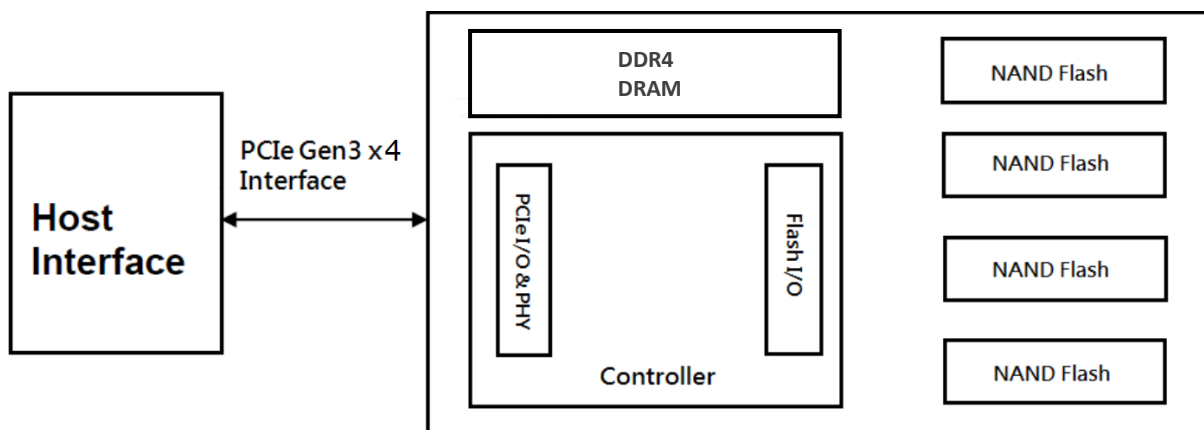 Host
Interface
PCIe Gen3 x4
Interface
DDR4
DRAM
PCIe I/O & PHY
Flash I/O
Controller
NAND Flash
NAND Flash
NAND Flash
NAND Flash